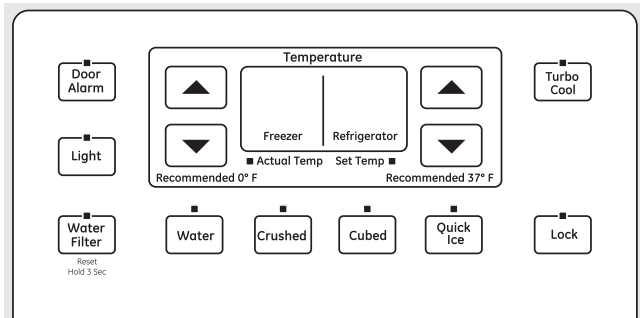 Temperature
Door
Alarm
Turbo
Cool
Freezer
Refrigerator
Light
Actual Temp
Set Temp
Recommended 0° F
Recommended 37° F
Water
Filter
Water
Crushed
Cubed
Quick
Ice
Lock
Reset
Hold 3 Sec